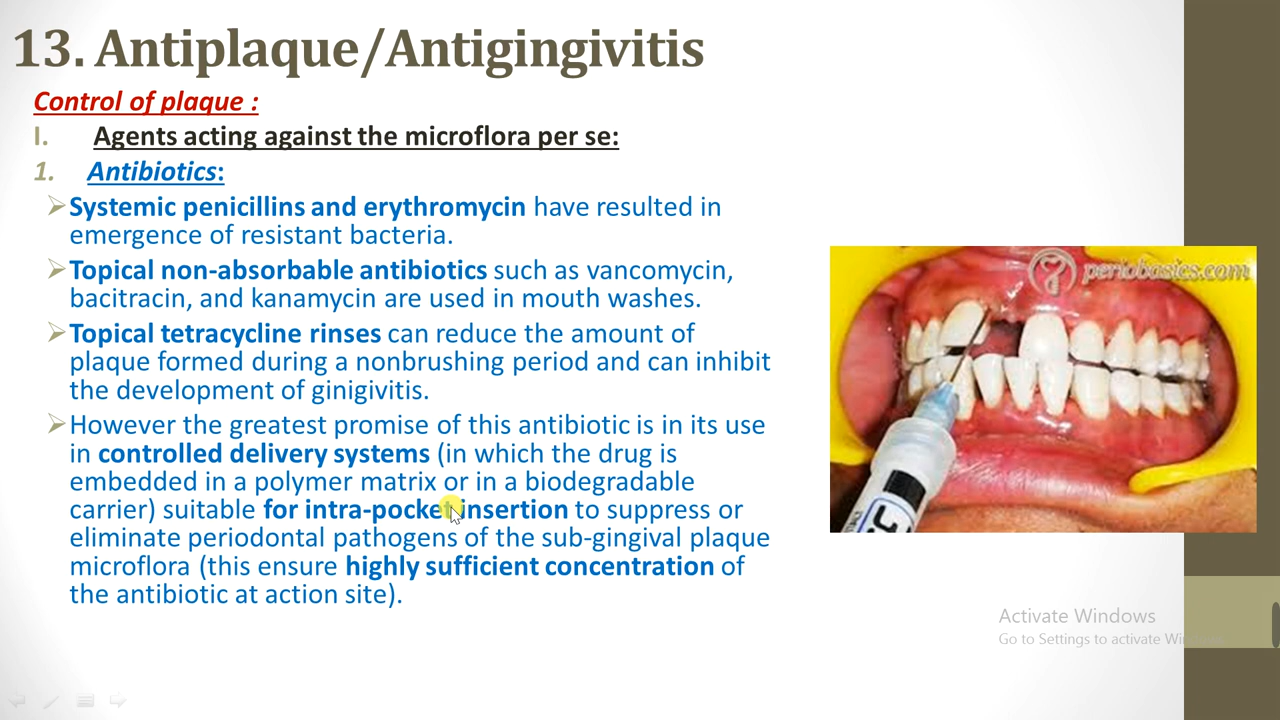 13. Antiplaque/Antigingivitis
Control of plaque :
I. Agents acting against the microflora per se:
1. Antibiotics:
Systemic penicillins and erythromycin have resulted in
emergence of resistant bacteria.
Topical non-absorbable antibiotics such as vancomycin,
bacitracin, and kanamycin are used in mouth washes.
Topical tetracycline rinses can reduce the amount of
plaque formed during a nonbrushing period and can inhibit
the development of ginigivitis.
However the greatest promise of this antibiotic is in its use
in controlled delivery systems (in which the drug is
embedded in a polymer matrix or in a biodegradable
carrier) suitable for intra-pocket insertion to suppress or
eliminate periodontal pathogens of the sub-gingival plaque
microflora (this ensure highly sufficient concentration of
the antibiotic at action site).
periobasics.com
Activate Windows
Go to Settings to activate Windows.